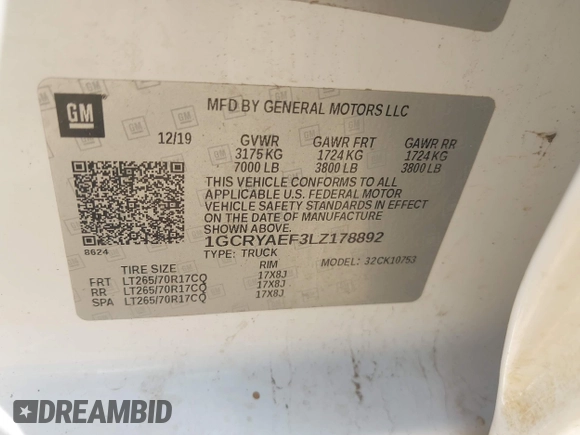 GM
MFD BY GENERAL MOTORS LLC
12/19 GVWR GAWR FRT GAWR RR
3175 KG 1724 KG 1724 KG
7000 LB 3800 LB 3800 LB
THIS VEHICLE CONFORMS TO ALL
APPLICABLE U.S. FEDERAL MOTOR
VEHICLE SAFETY STANDARDS IN EFFECT
ON THE DATE OF MANUFACTURE
SHOWN ABOVE.
1GCRYAEF3LZ178892
TYPE: TRUCK MODEL: 32CK10753
8624
TIRE SIZE RIM
FRT LT265/70R17CQ 17X8J
RR LT265/70R17CQ 17X8J
SPA LT265/70R17CQ 17X8J
DREAMBID